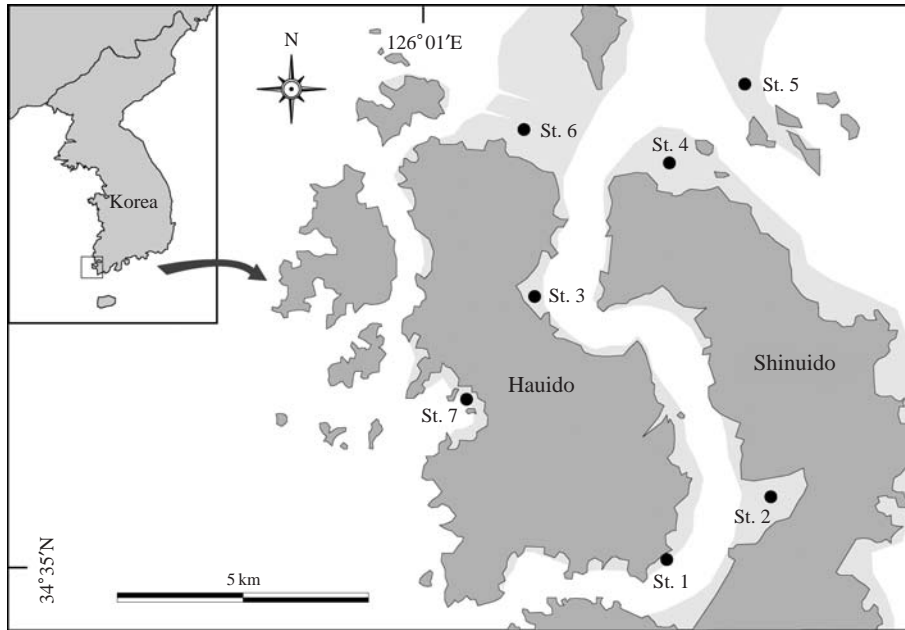 126°01′E
N
St. 5
St. 6
St. 4
Korea
St. 3
Shinuido
Hauido
St. 7
St. 2
34°35′N
5 km
St. 1